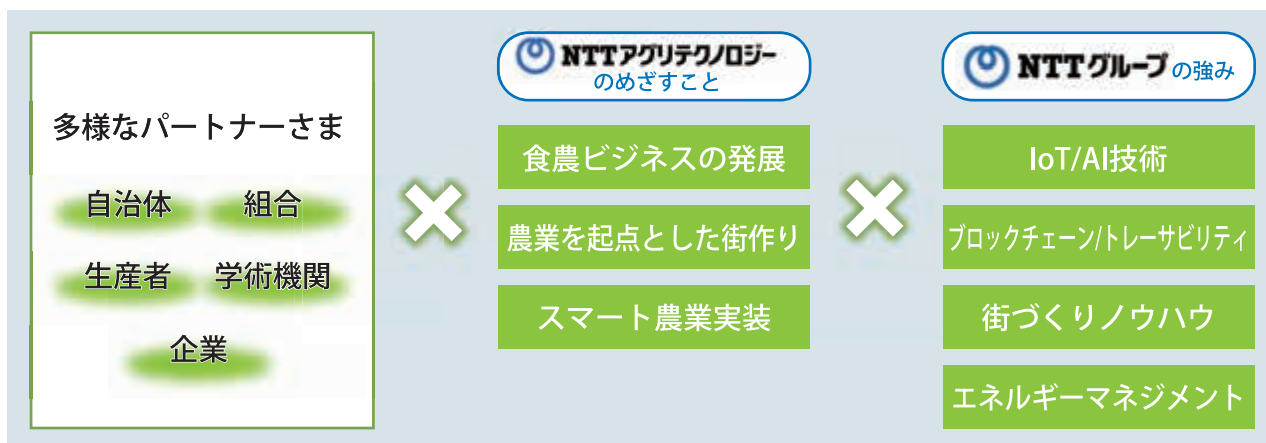 多様なパートナーさま
自治体 組合
生産者 学術機関
企業
NTTアグリテクノロジー
のめざすこと
食農ビジネスの発展
農業を起点とした街作り
スマート農業実装
NTTグループの強み
IoT/AI技術
ブロックチェーン/トレーサビリティ
街づくりノウハウ
エネルギーマネジメント